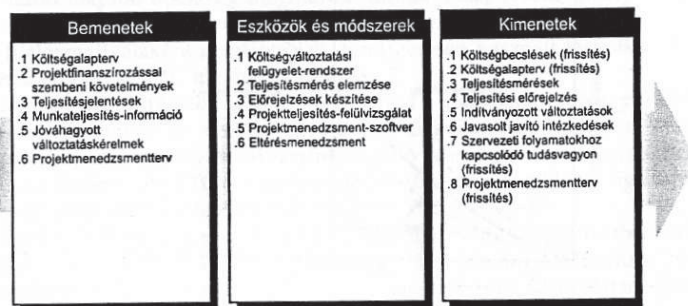 Bemenetek
.1 Költségalapterv
.2 Projektfinanszírozással
szembeni követelmények
.3 Teljesítésjelentések
.4 Munkateljesítés-információ
.5 Jóváhagyott
változtatáskérelmek
.6 Projektmenedzsmentterv
Eszközök és módszerek
.1 Költségváltoztatási
felügyelet-rendszer
.2 Teljesítésmérés elemzése
.3 Előrejelzések készítése
.4 Projektteljesítés-felülvizsgálat
.5 Projektmenedzsment-szoftver
.6 Eltérésmenedzsment
Kimenetek
.1 Költségbecslések (frissítés)
.2 Költségalapterv (frissítés)
.3 Teljesítmérések
.4 Teljesítési előrejelzés
.5 Indítványozott változtatások
.6 Javasolt javító intézkedések
.7 Szervezeti folyamatokhoz
kapcsolódó tudásvagyon
(frissítés)
.8 Projektmenedzsmentterv
(frissítés)